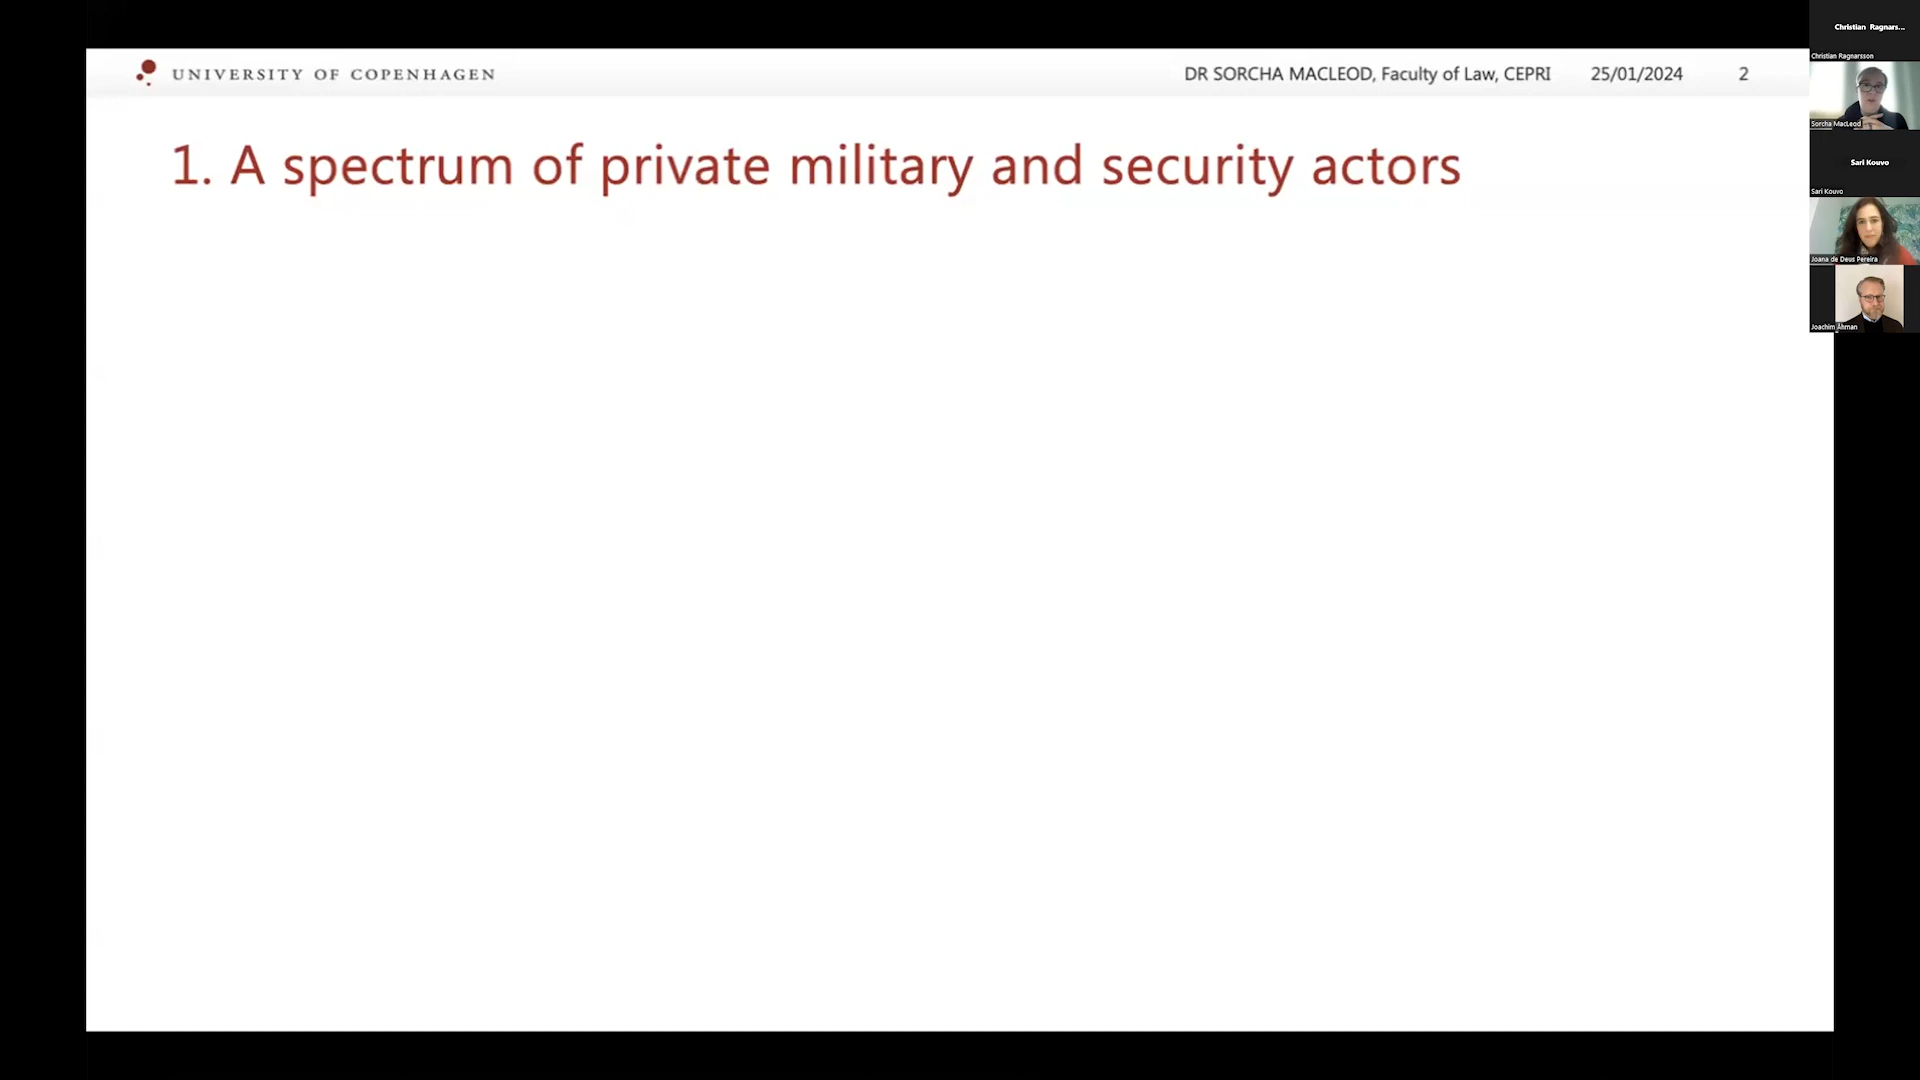 UNIVERSITY OF COPENHAGEN
DR SORCHA MACLEOD, Faculty of Law, CEPRI 25/01/2024 2
1. A spectrum of private military and security actors
Christian Ragnars...
Christian Ragnarsson
Sorcha MacLeod
Sari Kouvo
Sari Kouvo
Joana de Deus Pereira
Joachim Åhman